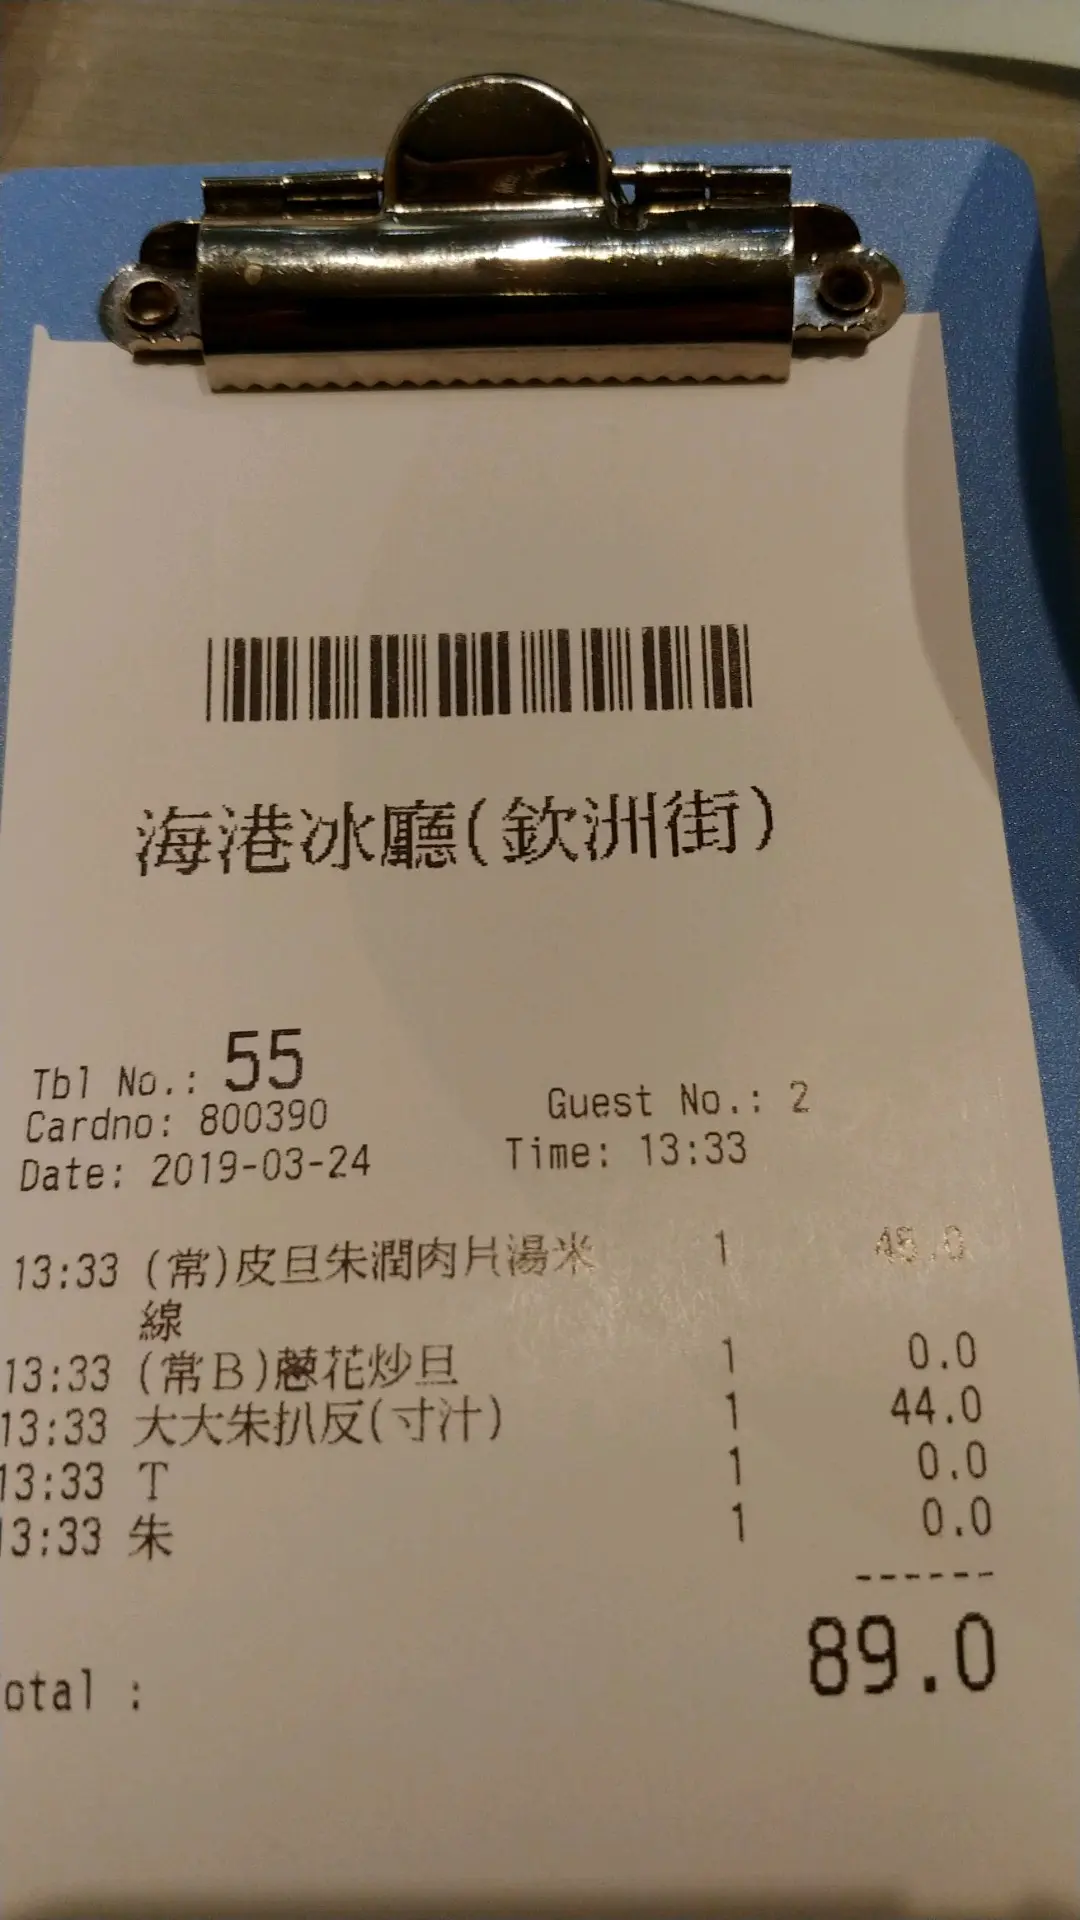 海港冰廳(欽洲街)
Tbl No.: 55
Cardno: 800390 Guest No.: 2
Date: 2019-03-24 Time: 13:33
13:33 (常)皮旦朱潤肉片湯米 1 45.0
線
13:33 (常B)蔥花炒旦 1 0.0
13:33 大大朱扒反(寸汁) 1 44.0
13:33 T 1 0.0
13:33 朱 1 0.0
------
otal : 89.0